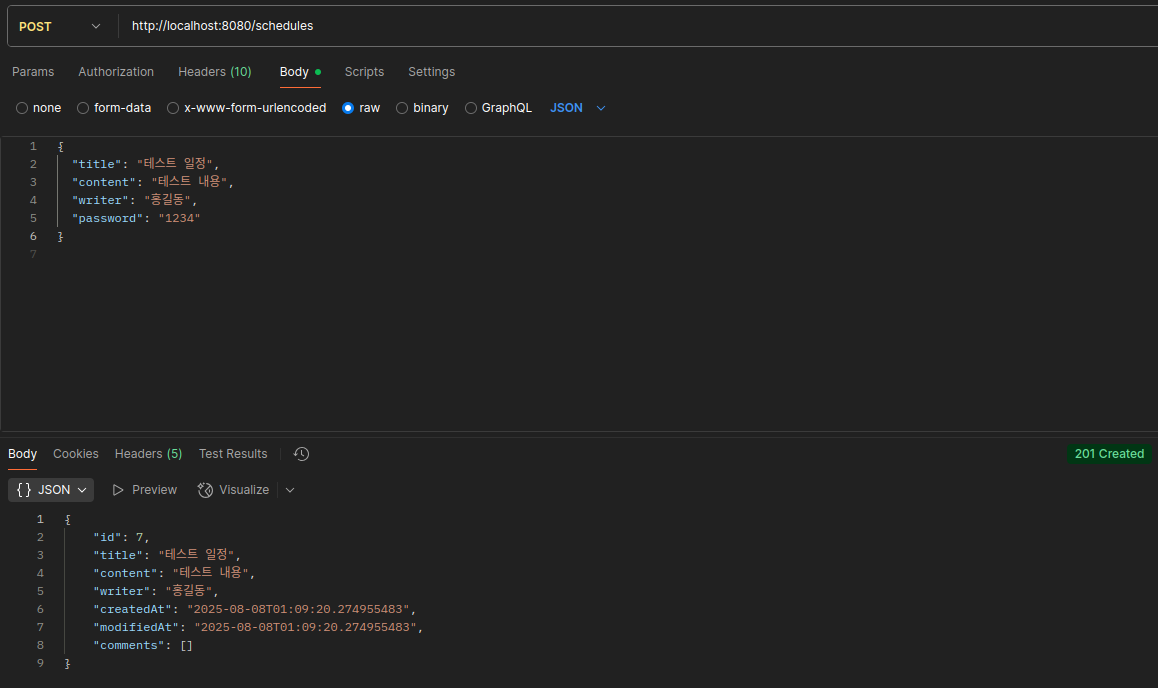 POST http://localhost:8080/schedules
Params Authorization Headers (10) Body Scripts Settings
none form-data x-www-form-urlencoded raw binary GraphQL JSON
1 {
2 "title": "테스트 일정",
3 "content": "테스트 내용",
4 "writer": "홍길동",
5 "password": "1234"
6 }
7
Body Cookies Headers (5) Test Results 201 Created
{} JSON Preview Visualize
1 {
2 "id": 7,
3 "title": "테스트 일정",
4 "content": "테스트 내용",
5 "writer": "홍길동",
6 "createdAt": "2025-08-08T01:09:20.274955483",
7 "modifiedAt": "2025-08-08T01:09:20.274955483",
8 "comments": []
9 }